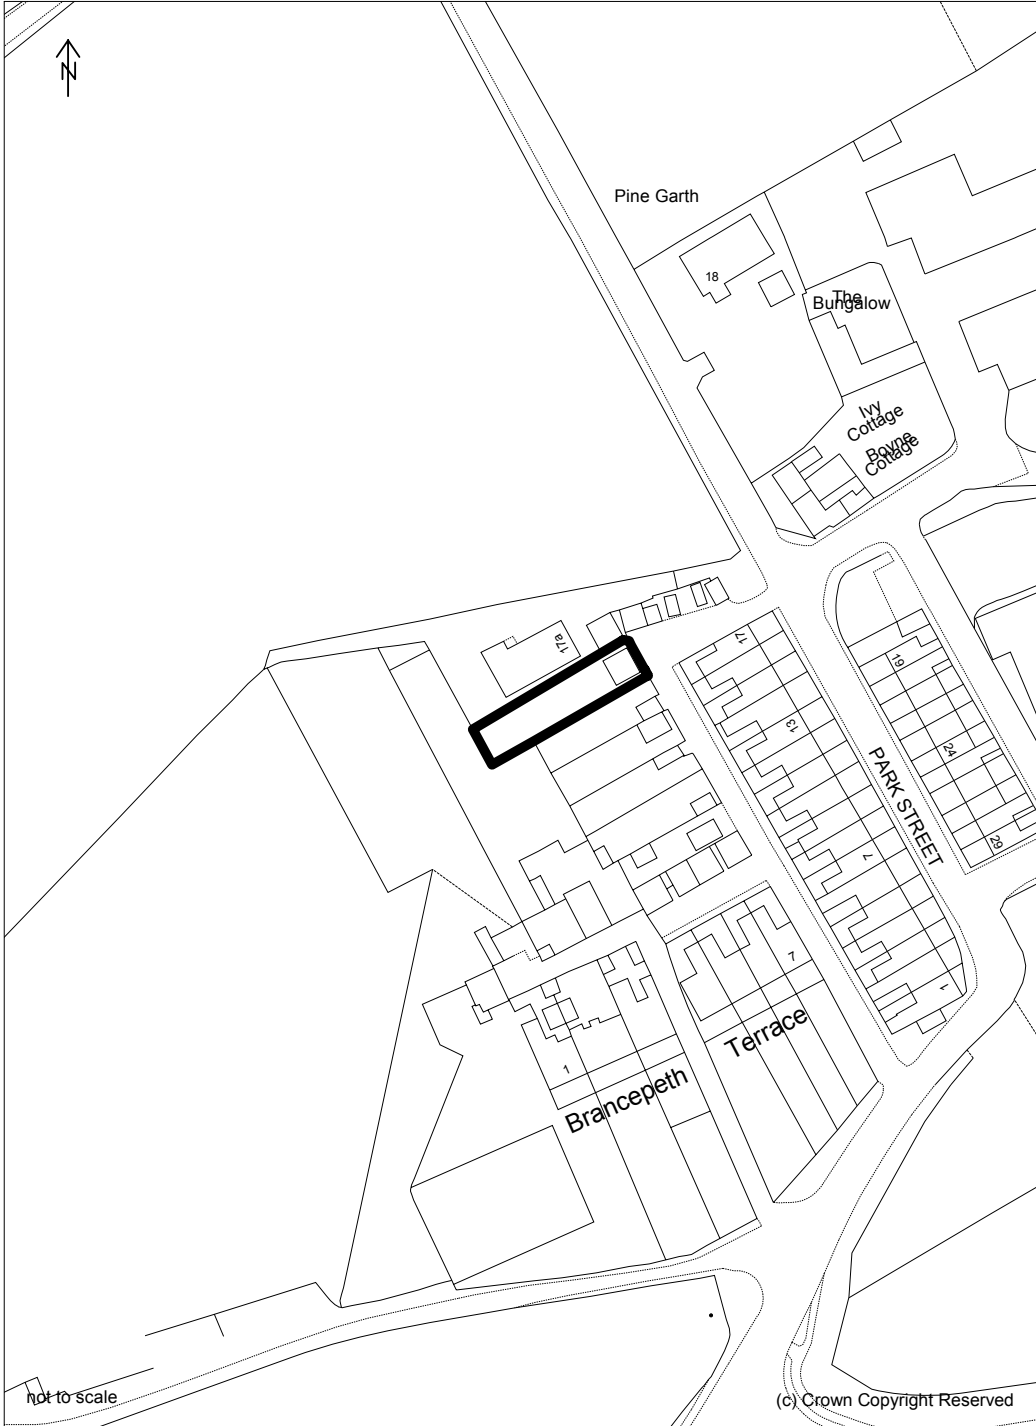 N
Pine Garth
18
The
Bungalow
Ivy
Cottage
Boyne
Cottage
17a
17
19
13
24
PARK STREET
29
7
7
1
Terrace
1
Brancepeth
not to scale
(c) Crown Copyright Reserved